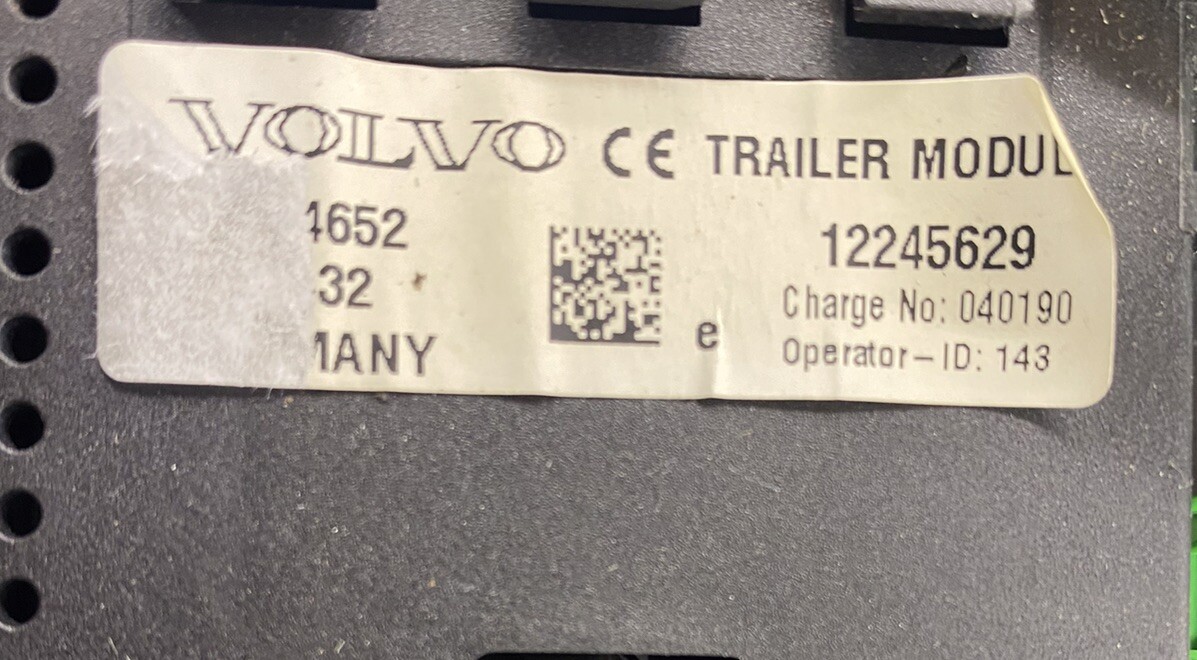 VOLVO CE TRAILER MODUL
4652
32
MANY
12245629
Charge No: 040190
e
Operator-ID: 143